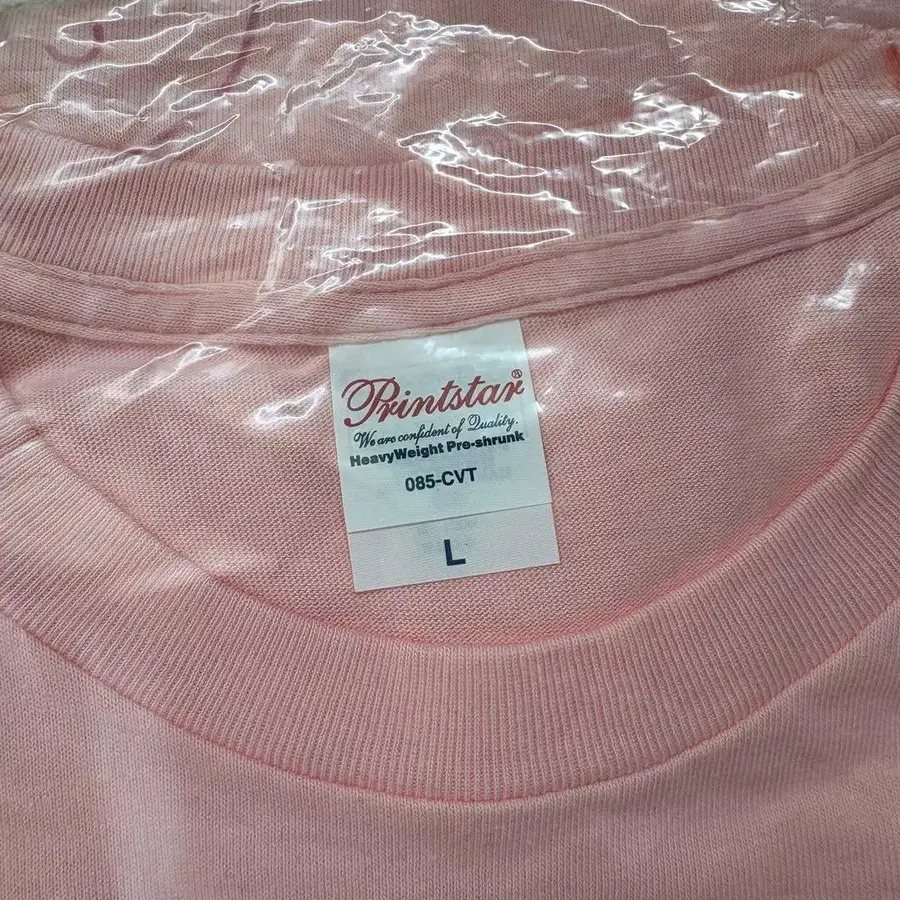 Printstar®
We are confident of Quality.
HeavyWeight Pre-shrunk
085-CVT
L